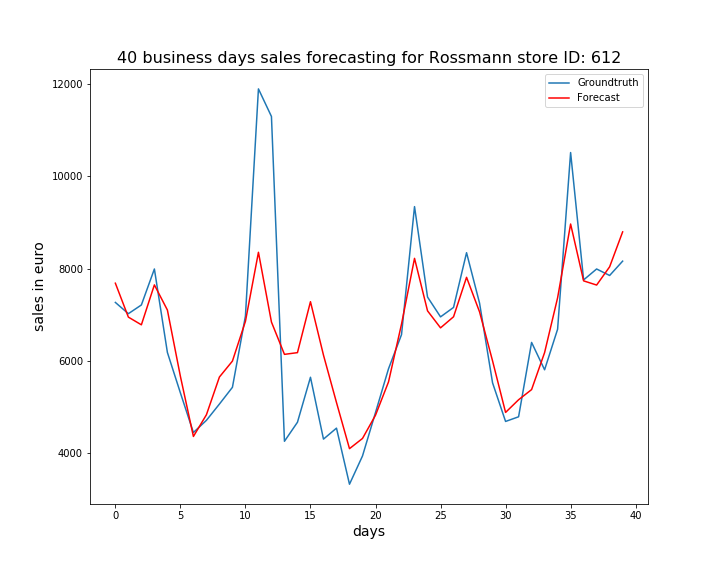 40 business days sales forecasting for Rossmann store ID: 612
Groundtruth
Forecast
12000
10000
8000
6000
4000
sales in euro
0 5 10 15 20 25 30 35 40
days